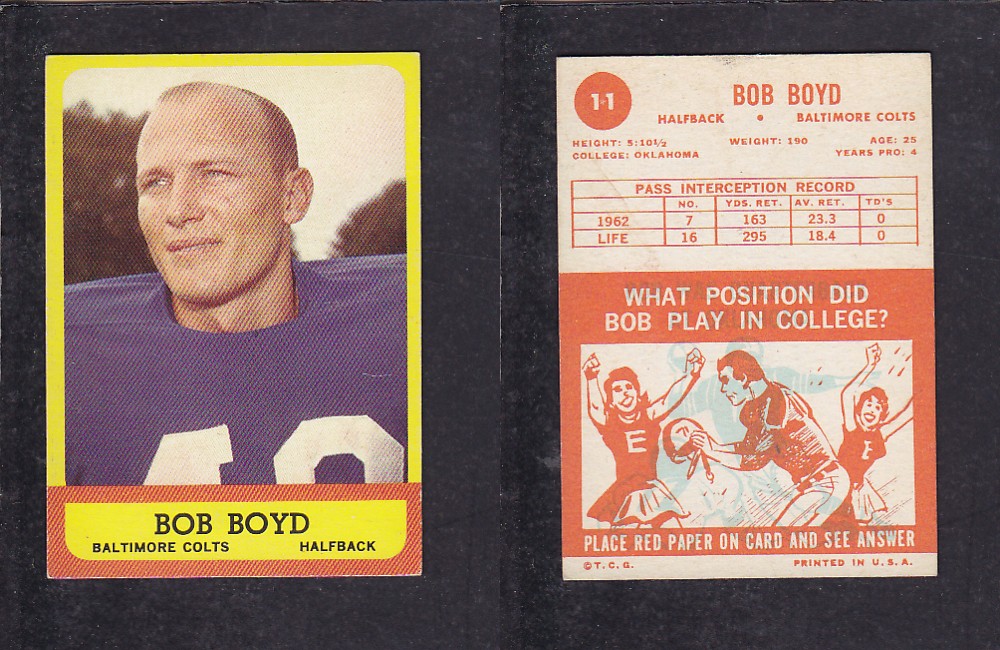 40
BOB BOYD
BALTIMORE COLTS HALFBACK
11
BOB BOYD
HALFBACK • BALTIMORE COLTS
HEIGHT: 5:10½ WEIGHT: 190 AGE: 25
COLLEGE: OKLAHOMA YEARS PRO: 4
PASS INTERCEPTION RECORD
NO. YDS. RET. AV. RET. TD'S
1962 7 163 23.3 0
LIFE 16 295 18.4 0
WHAT POSITION DID
BOB PLAY IN COLLEGE?
E E
PLACE RED PAPER ON CARD AND SEE ANSWER
©T.C.G. PRINTED IN U.S.A.